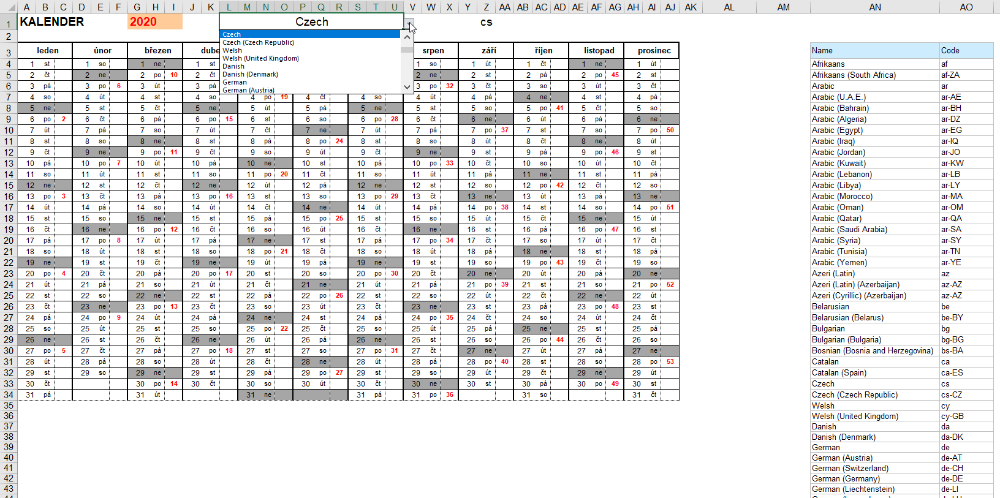 A B C D E F G H I J K L M N O P Q R S T U V W X Y Z AA AB AC AD AE AF AG AH AI AJ AK AL AM AN AO
1 KALENDER 2020 Czech cs
2
Czech
Czech (Czech Republic)
Welsh
Welsh (United Kingdom)
Danish
Danish (Denmark)
German
German (Austria)
3 leden únor březen dube srpen září říjen listopad prosinec Name Code
4 1 st 1 so 1 ne 1 st 1 so 1 út 1 čt 1 ne 1 út Afrikaans af
5 2 čt 2 ne 2 po 10 2 čt 2 ne 2 st 2 pá 2 po 45 2 st Afrikaans (South Africa) af-ZA
6 3 pá 3 po 6 3 út 3 pá 3 po 32 3 čt 3 so 3 út 3 čt Arabic ar
7 4 so 4 út 4 st 4 so 4 po 19 4 čt 4 so 4 út 4 pá 4 ne 4 st 4 pá Arabic (U.A.E.) ar-AE
8 5 ne 5 st 5 čt 5 ne 5 út 5 pá 5 ne 5 st 5 so 5 po 41 5 čt 5 so Arabic (Bahrain) ar-BH
9 6 po 2 6 čt 6 pá 6 po 15 6 st 6 so 6 po 28 6 čt 6 ne 6 út 6 pá 6 ne Arabic (Algeria) ar-DZ
10 7 út 7 pá 7 so 7 út 7 čt 7 ne 7 út 7 pá 7 po 37 7 st 7 so 7 po 50 Arabic (Egypt) ar-EG
11 8 st 8 so 8 ne 8 st 8 pá 8 po 24 8 st 8 so 8 út 8 čt 8 ne 8 út Arabic (Iraq) ar-IQ
12 9 čt 9 ne 9 po 11 9 čt 9 so 9 út 9 čt 9 ne 9 st 9 pá 9 po 46 9 st Arabic (Jordan) ar-JO
13 10 pá 10 po 7 10 út 10 pá 10 ne 10 st 10 pá 10 po 33 10 čt 10 so 10 út 10 čt Arabic (Kuwait) ar-KW
14 11 so 11 út 11 st 11 so 11 po 20 11 čt 11 so 11 út 11 pá 11 ne 11 st 11 pá Arabic (Lebanon) ar-LB
15 12 ne 12 st 12 čt 12 ne 12 út 12 pá 12 ne 12 st 12 so 12 po 42 12 čt 12 so Arabic (Libya) ar-LY
16 13 po 3 13 čt 13 pá 13 po 16 13 st 13 so 13 po 29 13 čt 13 ne 13 út 13 pá 13 ne Arabic (Morocco) ar-MA
17 14 út 14 pá 14 so 14 út 14 čt 14 ne 14 út 14 pá 14 po 38 14 st 14 so 14 po 51 Arabic (Oman) ar-OM
18 15 st 15 so 15 ne 15 st 15 pá 15 po 25 15 st 15 so 15 út 15 čt 15 ne 15 út Arabic (Qatar) ar-QA
19 16 čt 16 ne 16 po 12 16 čt 16 so 16 út 16 čt 16 ne 16 st 16 pá 16 po 47 16 st Arabic (Saudi Arabia) ar-SA
20 17 pá 17 po 8 17 út 17 pá 17 ne 17 st 17 pá 17 po 34 17 čt 17 so 17 út 17 čt Arabic (Syria) ar-SY
21 18 so 18 út 18 st 18 so 18 po 21 18 čt 18 so 18 út 18 pá 18 ne 18 st 18 pá Arabic (Tunisia) ar-TN
22 19 ne 19 st 19 čt 19 ne 19 út 19 pá 19 ne 19 st 19 so 19 po 43 19 čt 19 so Arabic (Yemen) ar-YE
23 20 po 4 20 čt 20 pá 20 po 17 20 st 20 so 20 po 30 20 čt 20 ne 20 út 20 pá 20 ne Azeri (Latin) az
24 21 út 21 pá 21 so 21 út 21 čt 21 ne 21 út 21 pá 21 po 39 21 st 21 so 21 po 52 Azeri (Latin) (Azerbaijan) az-AZ
25 22 st 22 so 22 ne 22 st 22 pá 22 po 26 22 st 22 so 22 út 22 čt 22 ne 22 út Azeri (Cyrillic) (Azerbaijan) az-AZ
26 23 čt 23 ne 23 po 13 23 čt 23 so 23 út 23 čt 23 ne 23 st 23 pá 23 po 48 23 st Belarusian be
27 24 pá 24 po 9 24 út 24 pá 24 ne 24 st 24 pá 24 po 35 24 čt 24 so 24 út 24 čt Belarusian (Belarus) be-BY
28 25 so 25 út 25 st 25 so 25 po 22 25 čt 25 so 25 út 25 pá 25 ne 25 st 25 pá Bulgarian bg
29 26 ne 26 st 26 čt 26 ne 26 út 26 pá 26 ne 26 st 26 so 26 po 44 26 čt 26 so Bulgarian (Bulgaria) bg-BG
30 27 po 5 27 čt 27 pá 27 po 18 27 st 27 so 27 po 31 27 čt 27 ne 27 út 27 pá 27 ne Bosnian (Bosnia and Herzegovina) bs-BA
31 28 út 28 pá 28 so 28 út 28 čt 28 ne 28 út 28 pá 28 po 40 28 st 28 so 28 po 53 Catalan ca
32 29 st 29 so 29 ne 29 st 29 pá 29 po 27 29 st 29 so 29 út 29 čt 29 ne 29 út Catalan (Spain) ca-ES
33 30 čt 30 po 14 30 čt 30 so 30 út 30 čt 30 ne 30 st 30 pá 30 po 49 30 st Czech cs
34 31 pá 31 út 31 ne 31 pá 31 po 36 31 so 31 čt Czech (Czech Republic) cs-CZ
35 Welsh cy
36 Welsh (United Kingdom) cy-GB
37 Danish da
38 Danish (Denmark) da-DK
39 German de
40 German (Austria) de-AT
41 German (Switzerland) de-CH
42 German (Germany) de-DE
43 German (Liechtenstein) de-LI